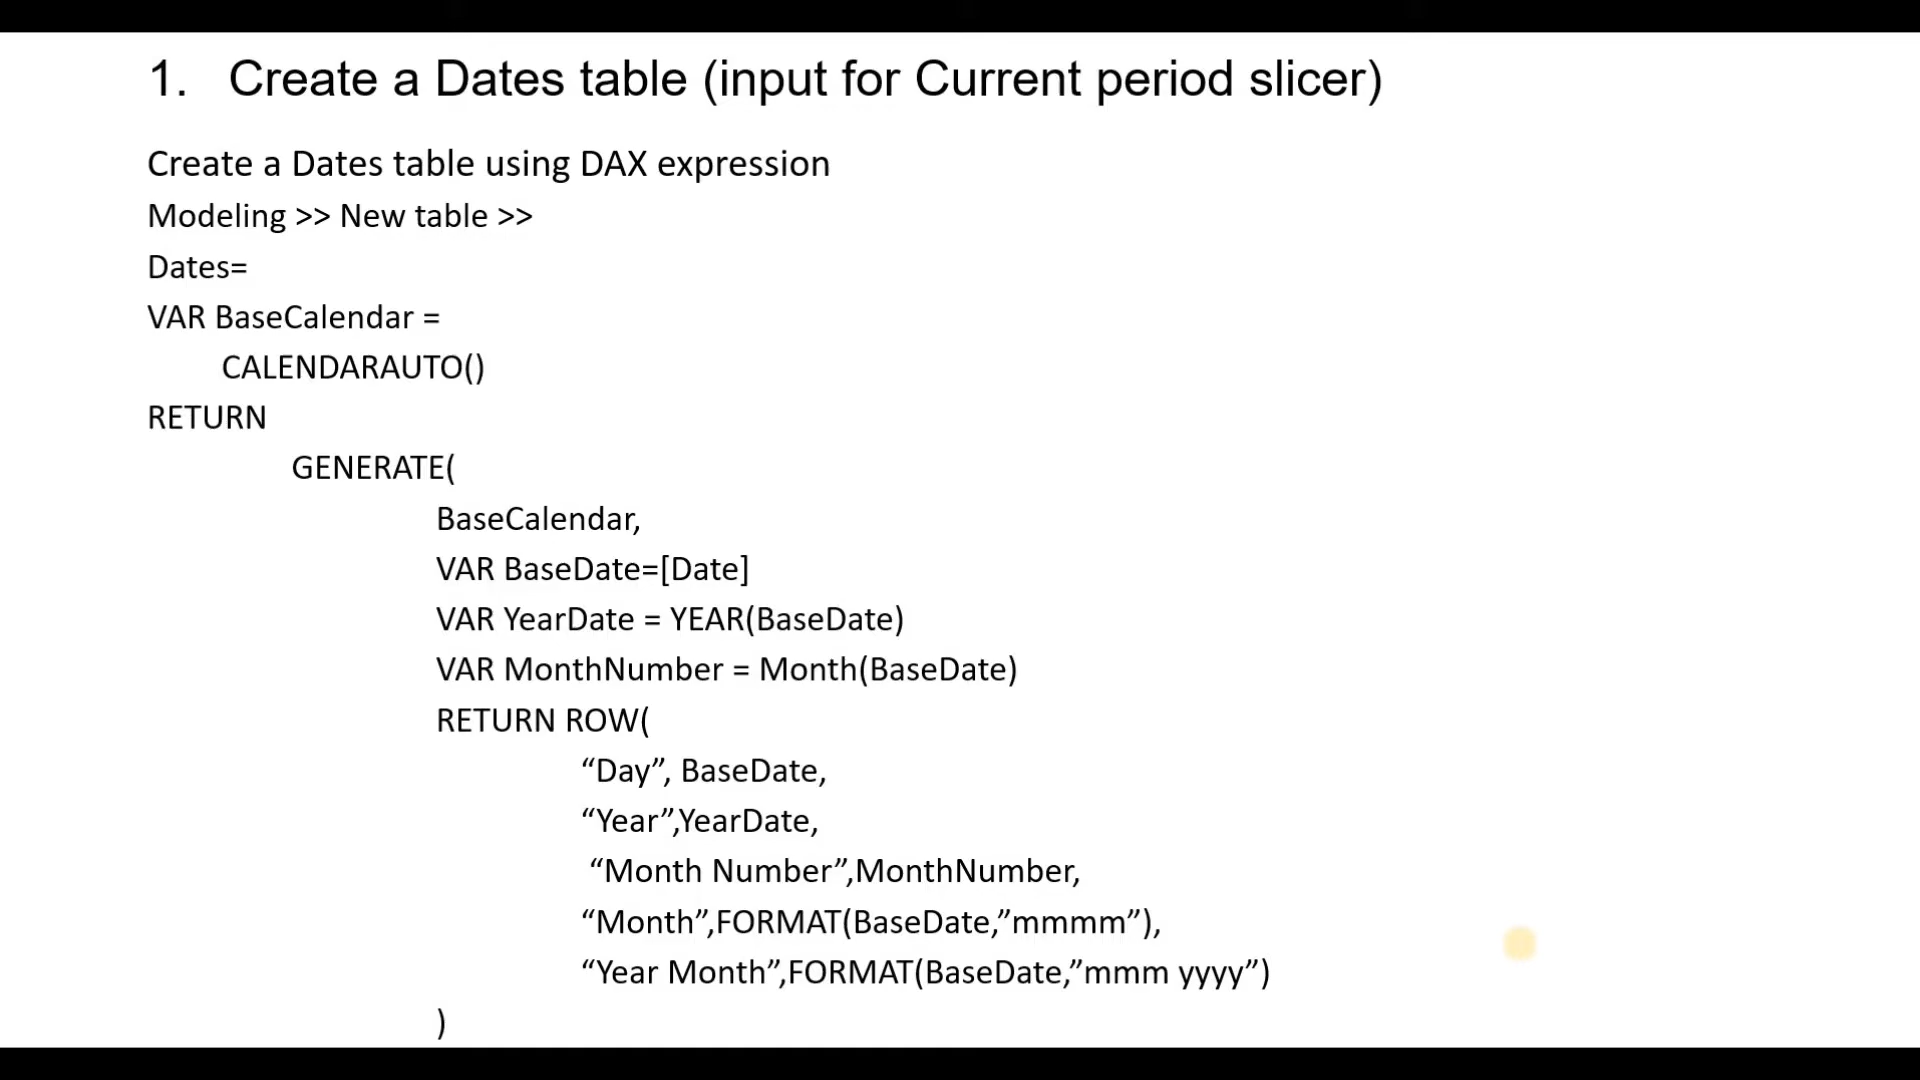 1. Create a Dates table (input for Current period slicer)
Create a Dates table using DAX expression
Modeling >> New table >>
Dates=
VAR BaseCalendar =
CALENDARAUTO()
RETURN
GENERATE(
BaseCalendar,
VAR BaseDate=[Date]
VAR YearDate = YEAR(BaseDate)
VAR MonthNumber = Month(BaseDate)
RETURN ROW(
“Day”, BaseDate,
“Year”,YearDate,
“Month Number”,MonthNumber,
“Month”,FORMAT(BaseDate,”mmmm”),
“Year Month”,FORMAT(BaseDate,”mmm yyyy”)
)